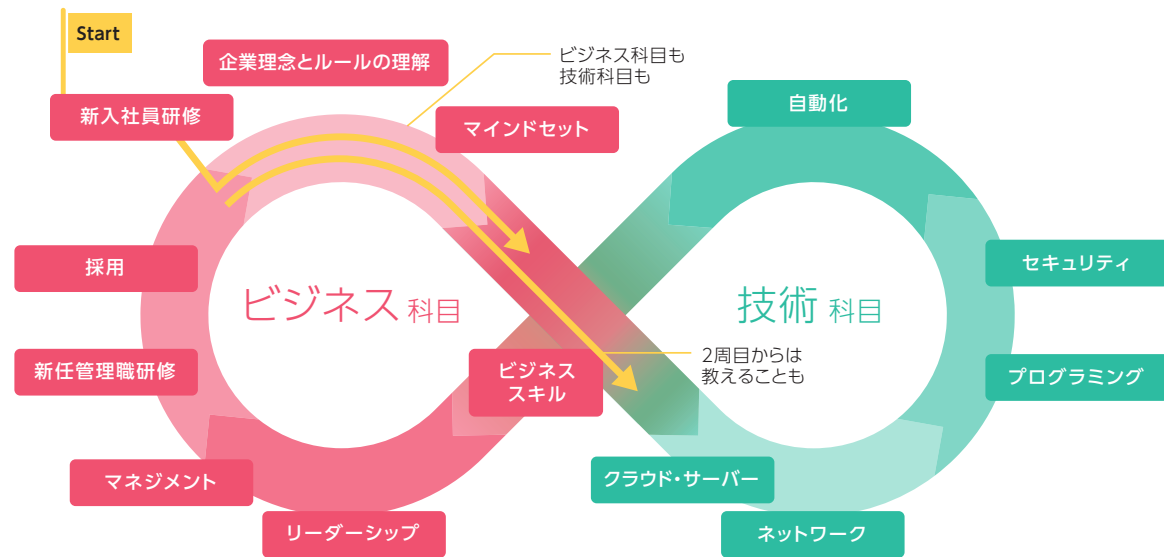 Start
新入社員研修
企業理念とルールの理解
ビジネス科目も
技術科目も
マインドセット
自動化
採用
セキュリティ
ビジネス 科目
技術 科目
新任管理職研修
ビジネス
スキル
2周目からは
教えることも
プログラミング
マネジメント
クラウド・サーバー
リーダーシップ
ネットワーク